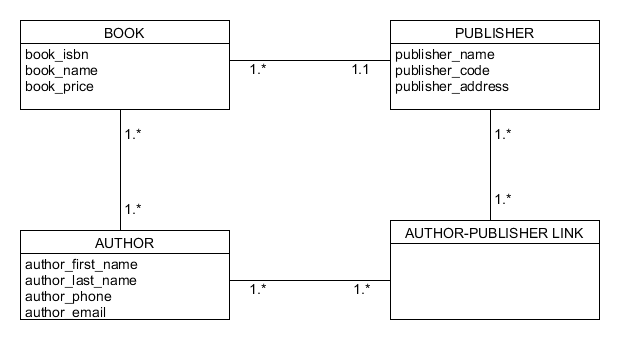 BOOK
book_isbn
book_name
book_price
PUBLISHER
publisher_name
publisher_code
publisher_address
1.*
1.1
1.*
1.*
1.*
1.*
AUTHOR
author_first_name
author_last_name
author_phone
author_email
AUTHOR-PUBLISHER LINK
1.*
1.*